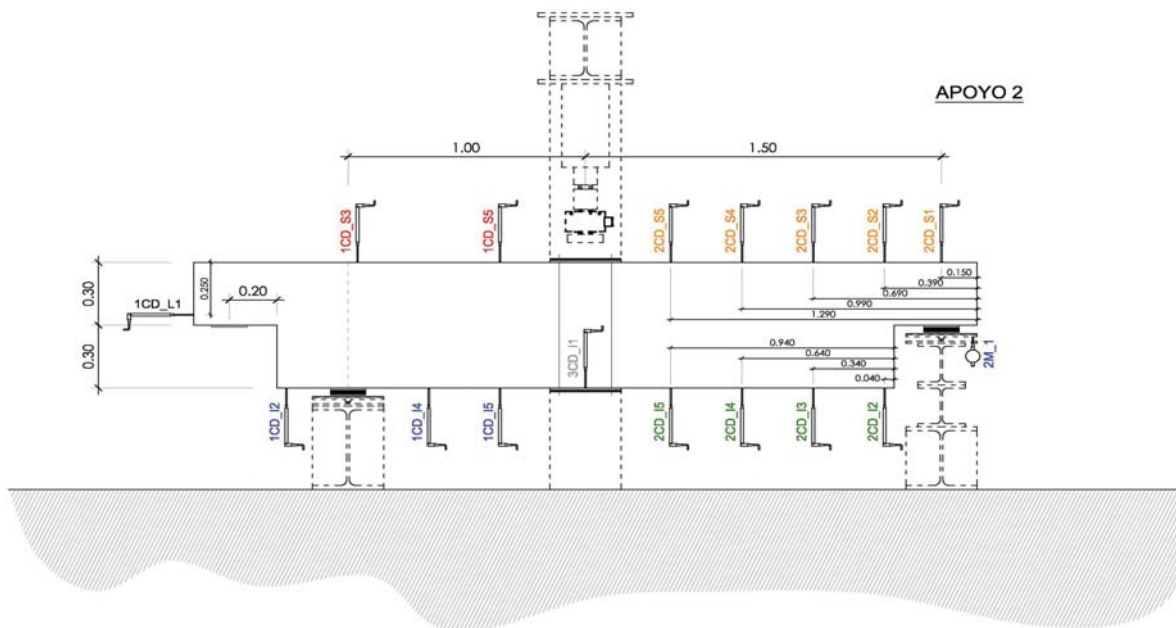 APOYO 2
1.00
1.50
1CD_S3
1CD_S5
2CD_S5
2CD_S4
2CD_S3
2CD_S2
2CD_S1
0.30
0.250
0.20
1CD_L1
0.150
0.390
0.690
0.990
1.290
0.30
3CD_I1
0.940
0.640
0.340
0.040
2M_1
1CD_I2
1CD_I4
1CD_I5
2CD_I5
2CD_I4
2CD_I3
2CD_I2